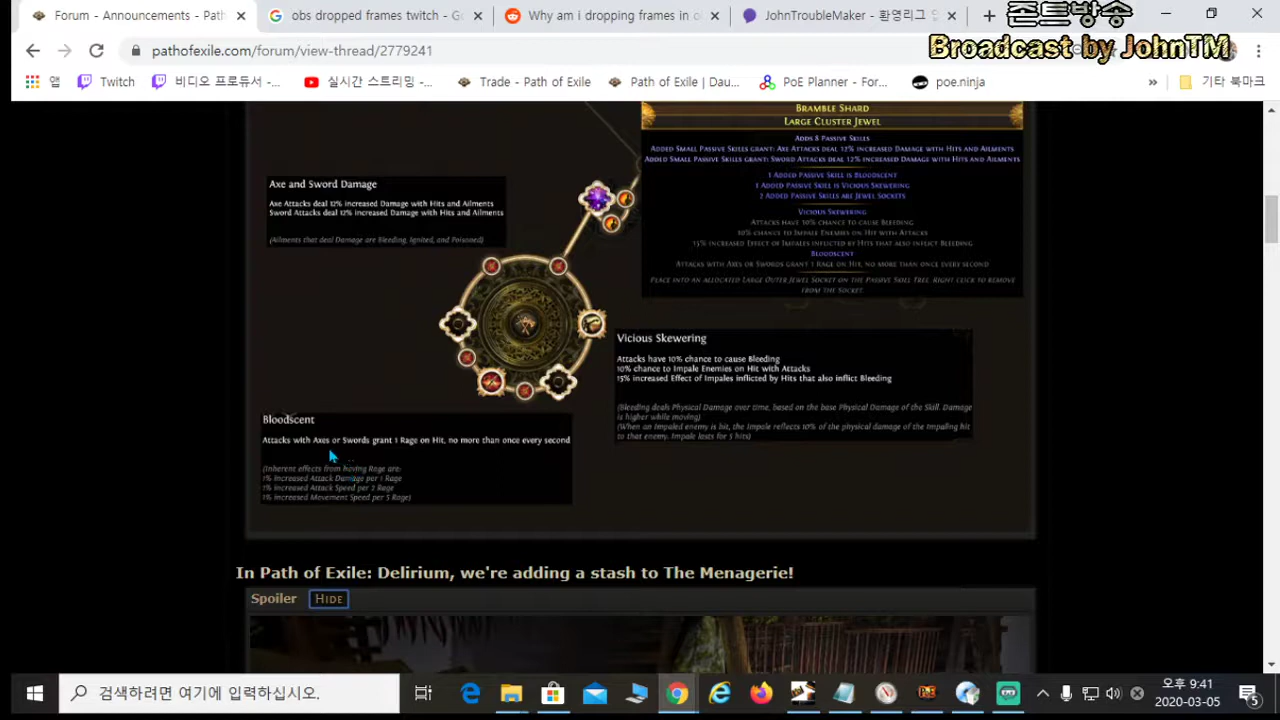 Forum - Announcements - Path
obs dropped frames twitch - G
Why am i dropping frames in o
JohnTroubleMaker - 환영리그
존트방송
Broadcast by JohnTM
pathofexile.com/forum/view-thread/2779241
앱
Twitch
비디오 프로듀서 -...
실시간 스트리밍 -...
Trade - Path of Exile
Path of Exile | Dau...
PoE Planner - For...
poe.ninja
»
기타 북마크
Bramble Shard
Large Cluster Jewel
Adds 8 Passive Skills
Added Small Passive Skills grant: Axe Attacks deal 12% increased Damage with Hits and Ailments
Added Small Passive Skills grant: Sword Attacks deal 12% increased Damage with Hits and Ailments
1 Added Passive Skill is Bloodscent
1 Added Passive Skill is Vicious Skewering
2 Added Passive Skills are Jewel Sockets
Vicious Skewering
Attacks have 10% chance to cause Bleeding
10% chance to Impale Enemies on Hit with Attacks
15% increased Effect of Impales inflicted by Hits that also inflict Bleeding
Bloodscent
Attacks with Axes or Swords grant 1 Rage on Hit, no more than once every second
Place into an allocated Large Outer Jewel Socket on the Passive Skill Tree. Right click to remove
from the Socket.
Axe and Sword Damage
Axe Attacks deal 12% increased Damage with Hits and Ailments
Sword Attacks deal 12% increased Damage with Hits and Ailments
(Ailments that deal Damage are Bleeding, Ignited, and Poisoned)
Vicious Skewering
Attacks have 10% chance to cause Bleeding
10% chance to Impale Enemies on Hit with Attacks
15% increased Effect of Impales inflicted by Hits that also inflict Bleeding
(Bleeding deals Physical Damage over time, based on the base Physical Damage of the Skill. Damage
is higher while moving)
(When an Impaled enemy is hit, the Impale reflects 10% of the physical damage of the Impaling hit
to that enemy. Impale lasts for 5 hits)
Bloodscent
Attacks with Axes or Swords grant 1 Rage on Hit, no more than once every second
(Inherent effects from having Rage are:
1% increased Attack Damage per 1 Rage
1% increased Attack Speed per 2 Rage
1% increased Movement Speed per 5 Rage)
In Path of Exile: Delirium, we're adding a stash to The Menagerie!
Spoiler
Hide
검색하려면 여기에 입력하십시오.
오후 9:41
2020-03-05
5